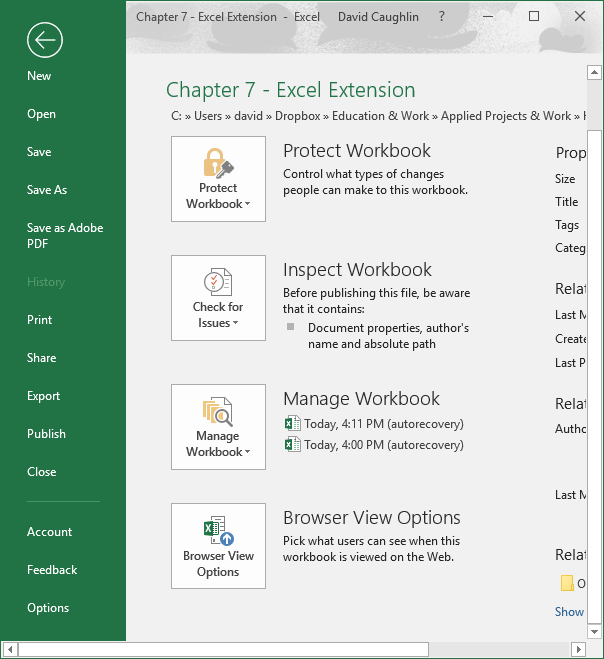 Chapter 7 - Excel Extension - Excel David Caughlin ?
New
Open
Save
Save As
Save as Adobe
PDF
History
Print
Share
Export
Publish
Close
Account
Feedback
Options
Chapter 7 - Excel Extension
C: » Users » david » Dropbox » Education & Work » Applied Projects & Work »
Protect
Workbook
Protect Workbook
Control what types of changes
people can make to this workbook.
Check for
Issues
Inspect Workbook
Before publishing this file, be aware
that it contains:
Document properties, author's
name and absolute path
Manage
Workbook
Manage Workbook
Today, 4:11 PM (autorecovery)
Today, 4:00 PM (autorecovery)
Browser View
Options
Browser View Options
Pick what users can see when this
workbook is viewed on the Web.
Prop
Size
Title
Tags
Categ
Relat
Last M
Create
Last P
Relat
Autho
Last M
Relat
O
Show